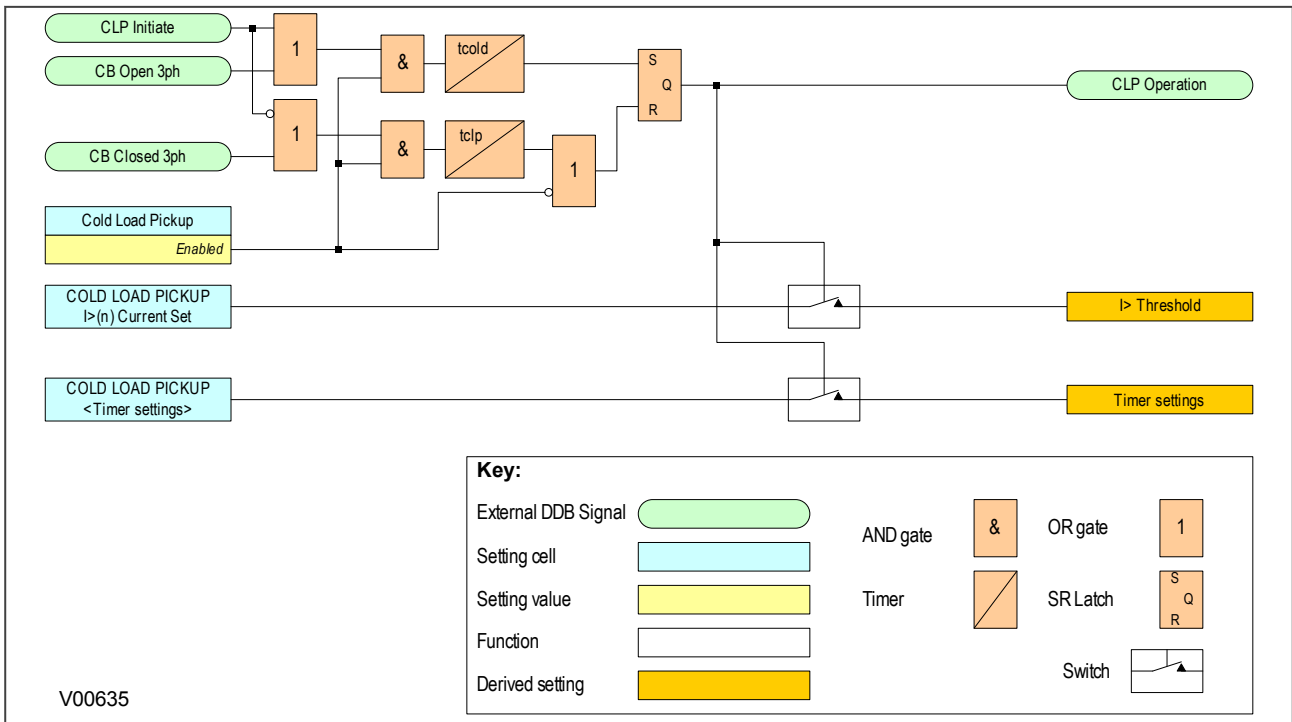 CLP Initiate
1
CB Open 3ph
&
tcold
S
Q
R
CLP Operation
1
CB Closed 3ph
&
tclp
1
Cold Load Pickup
Enabled
COLD LOAD PICKUP
I>(n) Current Set
I> Threshold
COLD LOAD PICKUP
<Timer settings>
Timer settings
Key:
External DDB Signal
AND gate
&
OR gate
1
Setting cell
Setting value
Timer
SR Latch
S
Q
R
Function
Switch
Derived setting
V00635